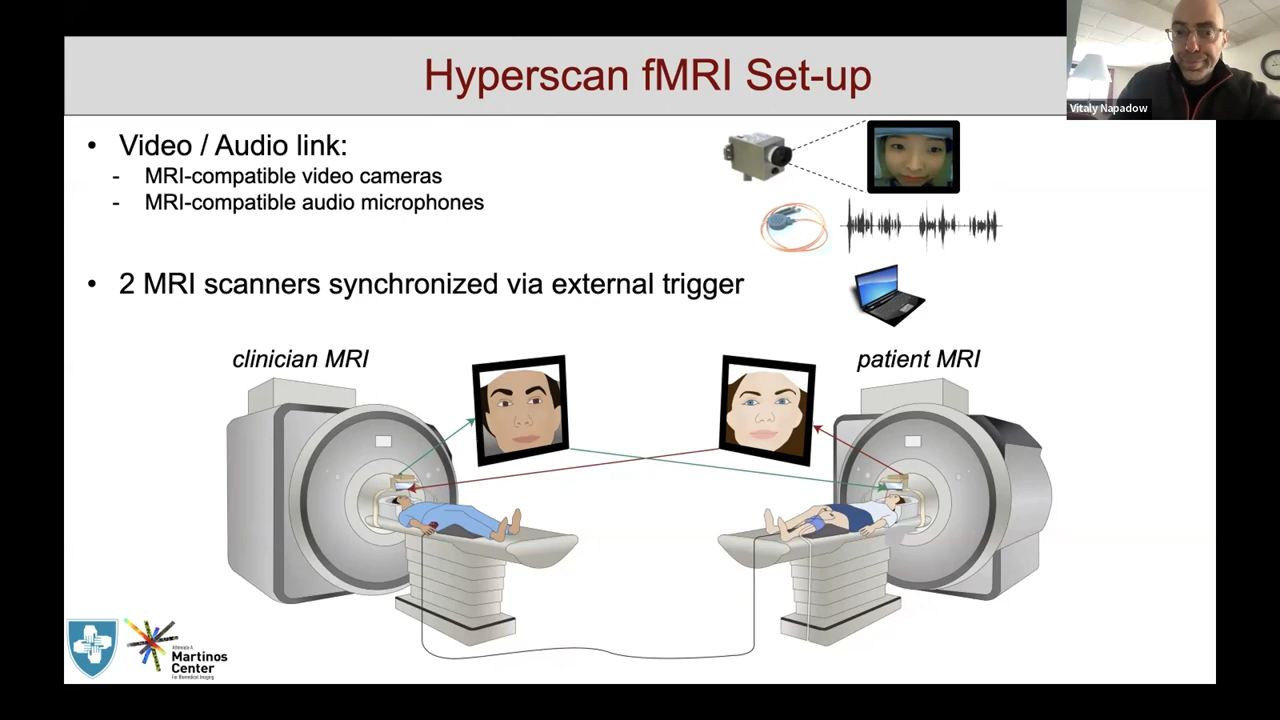 Hyperscan fMRI Set-up
Vitaly Napadow
• Video / Audio link:
- MRI-compatible video cameras
- MRI-compatible audio microphones
• 2 MRI scanners synchronized via external trigger
clinician MRI
patient MRI
Athinoula A.
Martinos
Center
For Biomedical Imaging